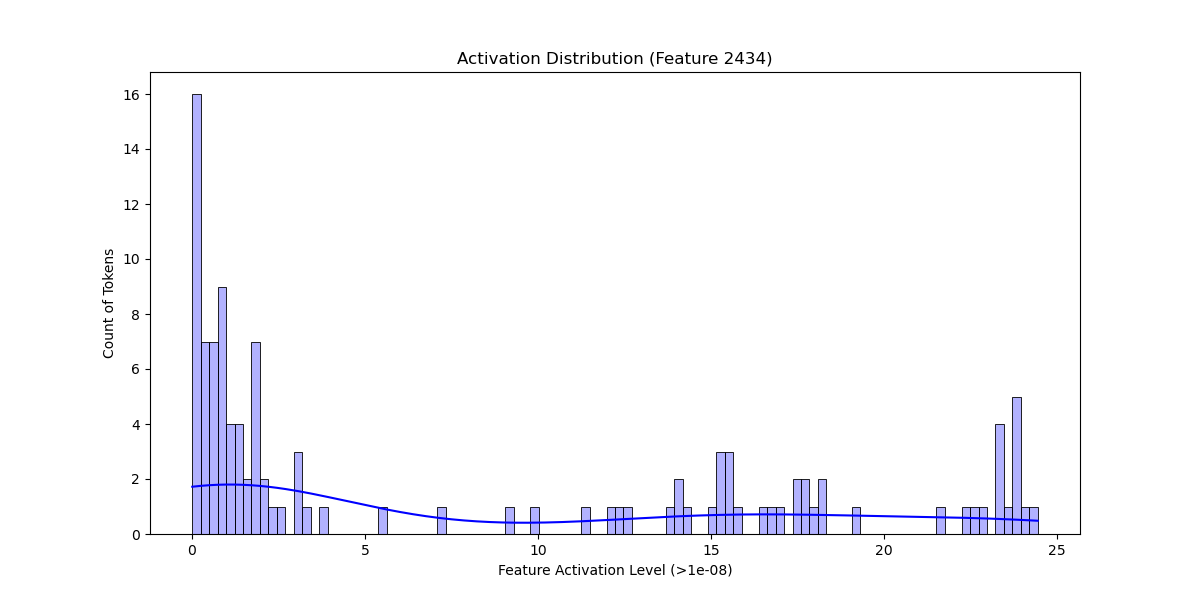 Activation Distribution (Feature 2434)
16
14
12
10
8
6
4
2
0
Count of Tokens
0 5 10 15 20 25
Feature Activation Level (>1e-08)